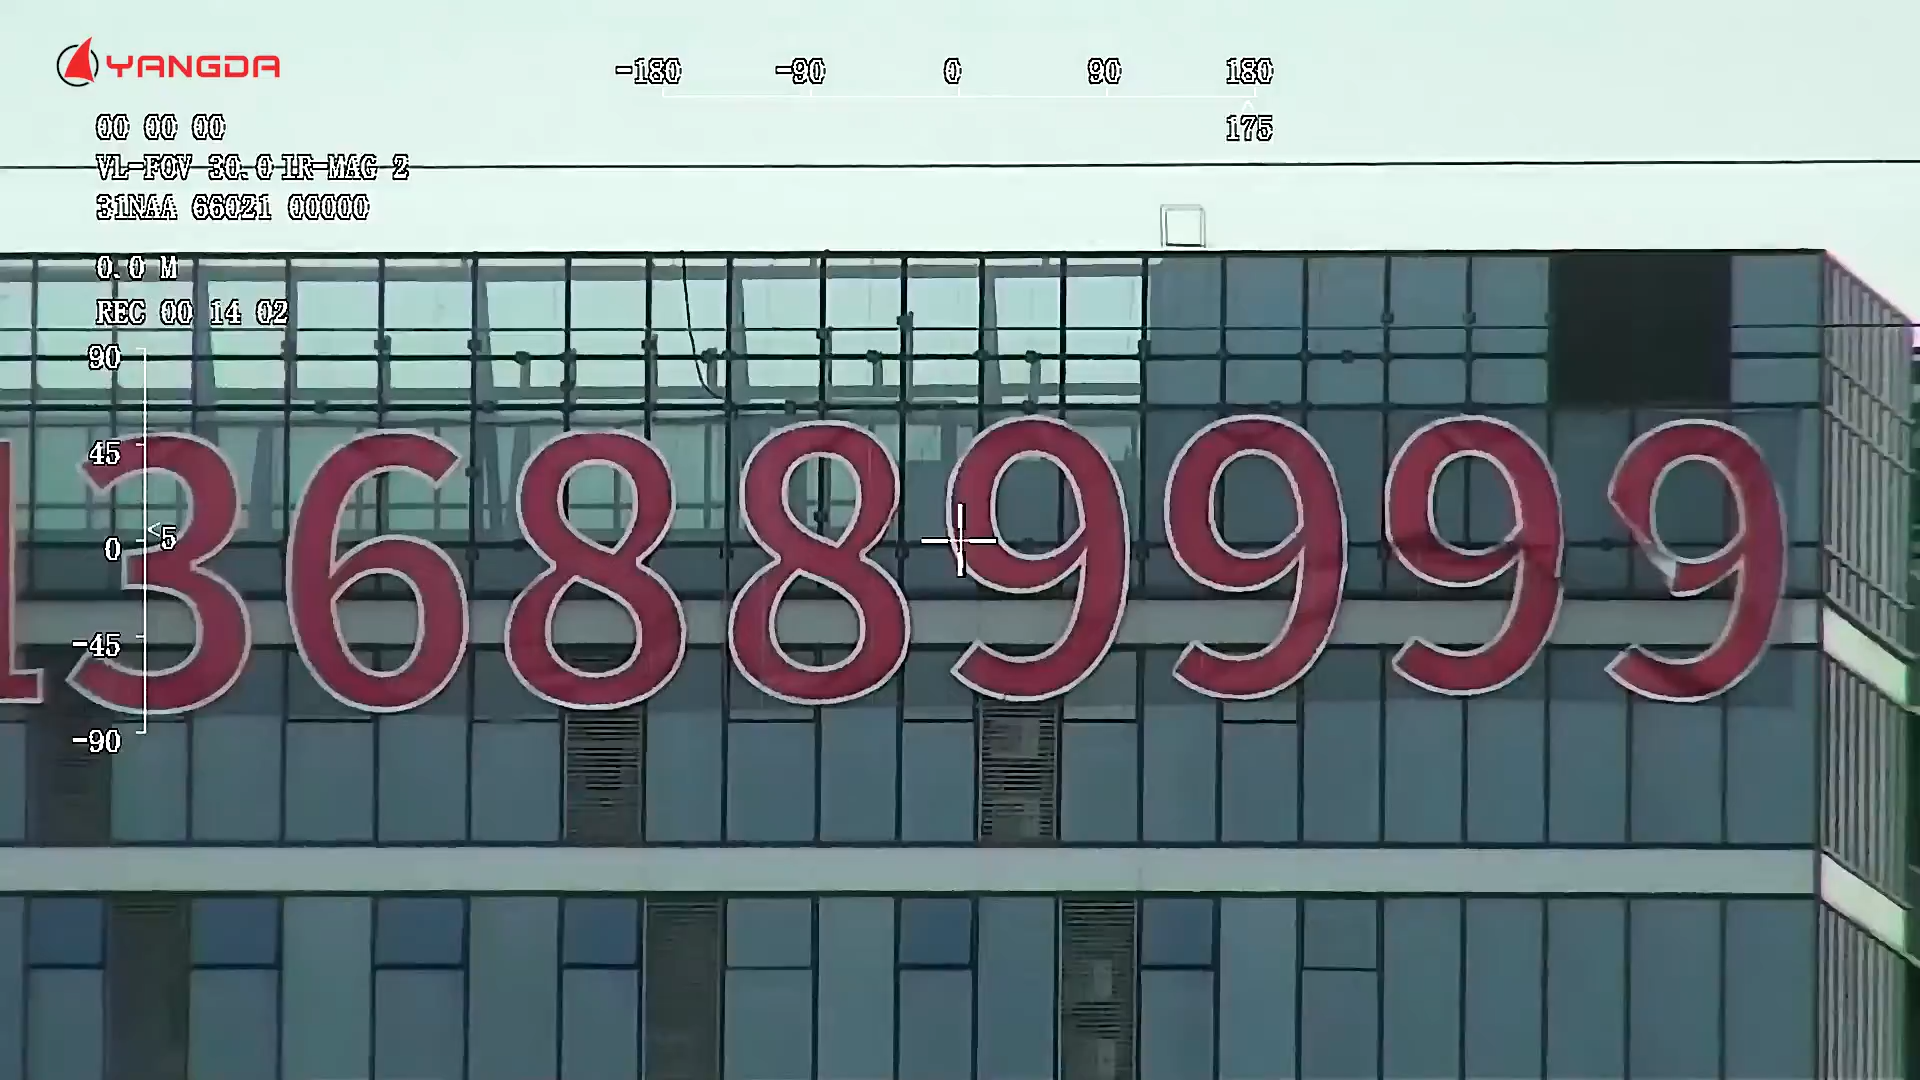 YANGDA
-180 -90 0 90 180
175
00 00 00
VL-FOV 30.0 IR-MAG 2
31NAA 66021 00000
0.0 M
REC 00 14 02
90
45
0
<5
-45
-90
136889999